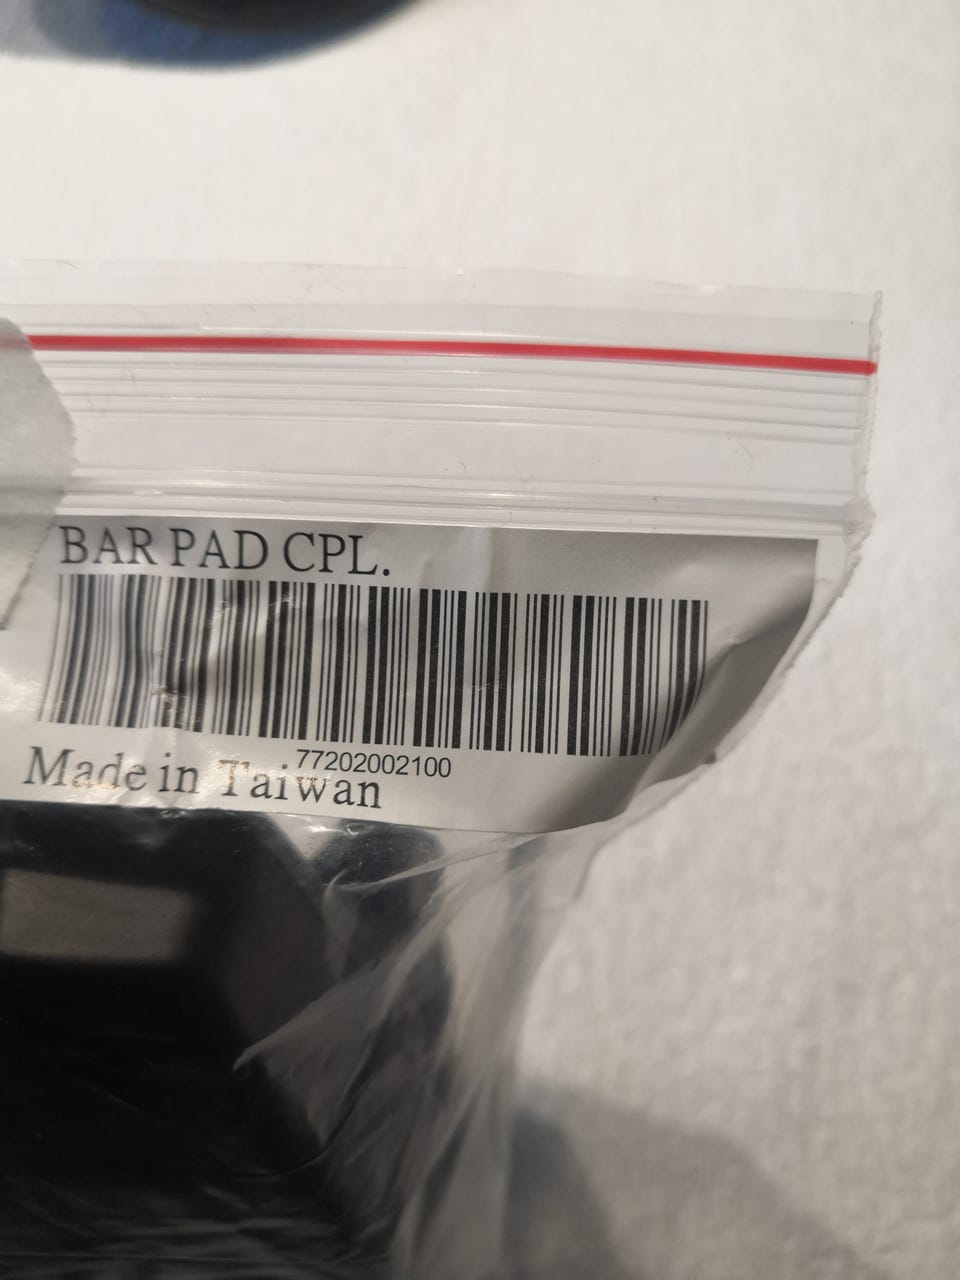 BAR PAD CPL.
77202002100
Made in Taiwan